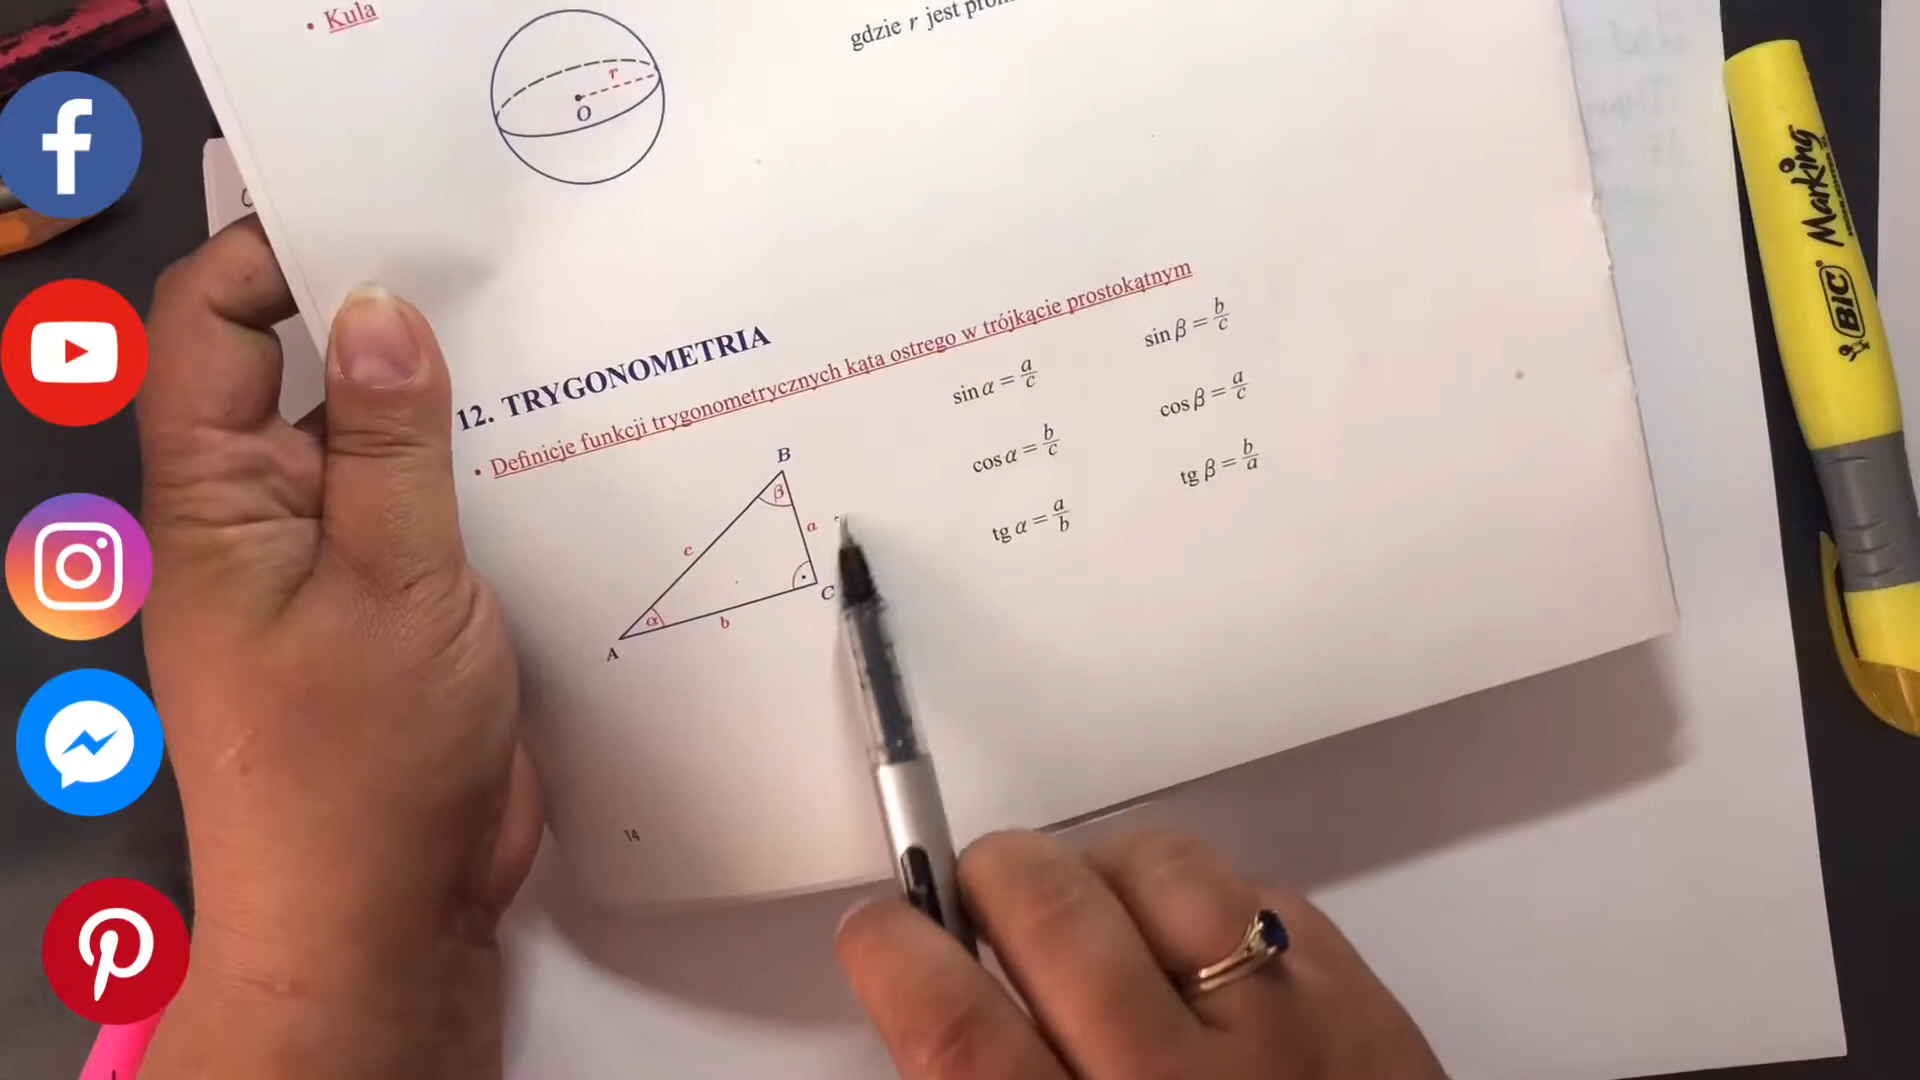 • Kula
gdzie r jest
r
O
12. TRYGONOMETRIA
• Definicje funkcji trygonometrycznych kąta ostrego w trójkącie prostokątnym
sin α = a/c
sin β = b/c
cos α = b/c
cos β = a/c
tg α = a/b
tg β = b/a
B
β
c
a
C
α
b
A
14
BIC Marking